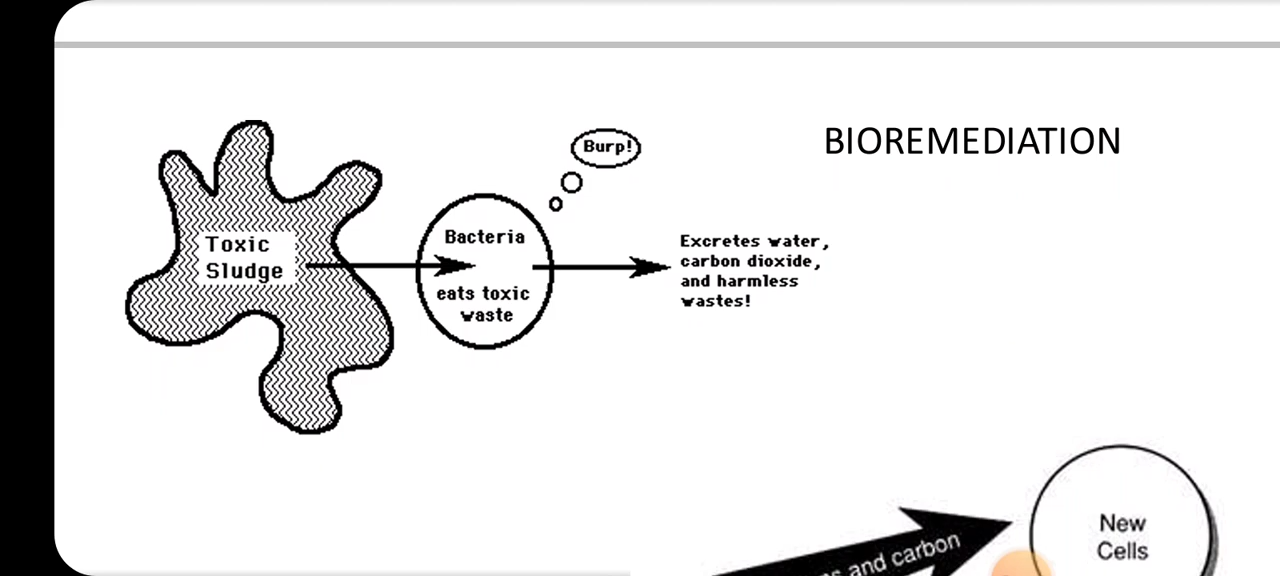 BIOREMEDIATION
Burp!
Toxic
Sludge
Bacteria
eats toxic
waste
Excretes water,
carbon dioxide,
and harmless
wastes!
and carbon
New
Cells